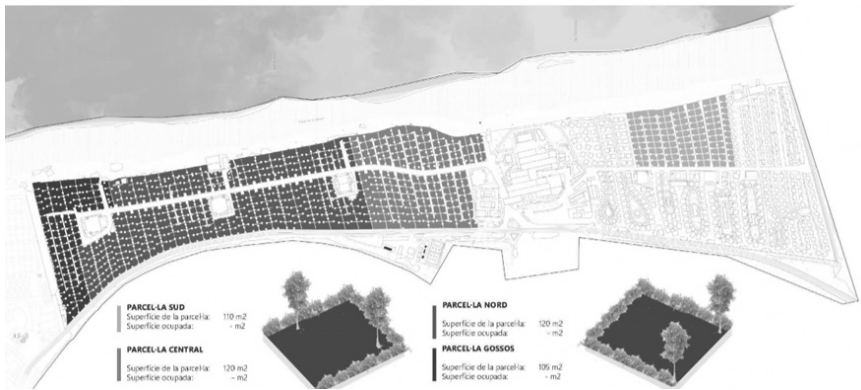 PARCEL·LA SUD
Superfície de la parcel·la: 110 m2
Superfície ocupada: - m2
PARCEL·LA CENTRAL
Superfície de la parcel·la: 120 m2
Superfície ocupada: - m2
PARCEL·LA NORD
Superfície de la parcel·la: 120 m2
Superfície ocupada: - m2
PARCEL·LA GOSSOS
Superfície de la parcel·la: 105 m2
Superfície ocupada: - m2